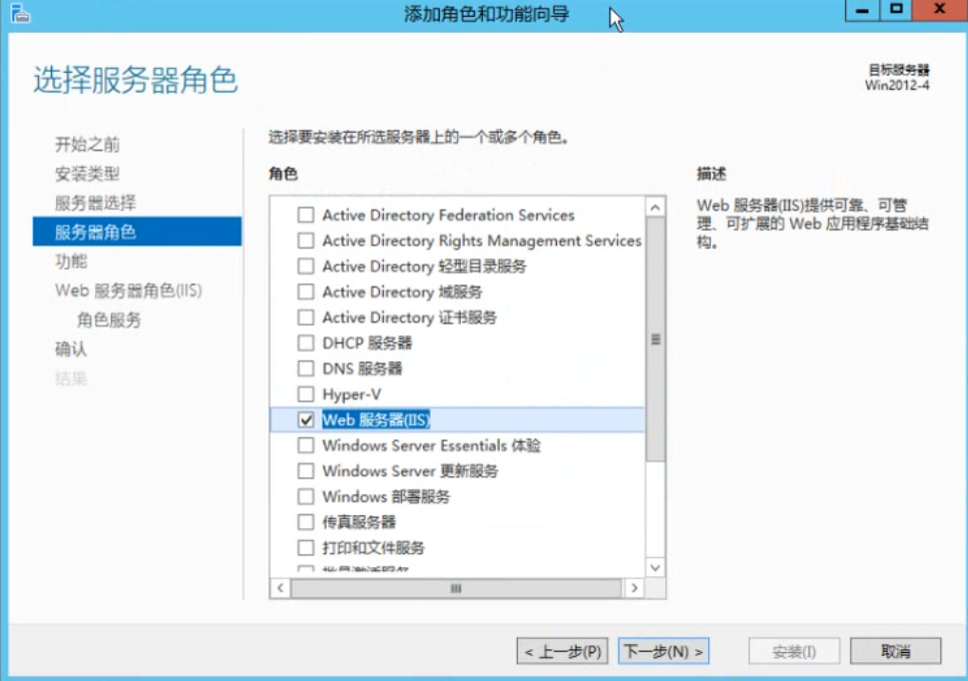 添加角色和功能向导
选择服务器角色
目标服务器
Win2012-4
开始之前
安装类型
服务器选择
服务器角色
功能
Web 服务器角色(IIS)
角色服务
确认
结果
选择要安装在所选服务器上的一个或多个角色。
角色
Active Directory Federation Services
Active Directory Rights Management Services
Active Directory 轻型目录服务
Active Directory 域服务
Active Directory 证书服务
DHCP 服务器
DNS 服务器
Hyper-V
Web 服务器(IIS)
Windows Server Essentials 体验
Windows Server 更新服务
Windows 部署服务
传真服务器
打印和文件服务
批量激活服务
描述
Web 服务器(IIS)提供可靠、可管
理、可扩展的 Web 应用程序基础结
构。
< 上一步(P)
下一步(N) >
安装(I)
取消